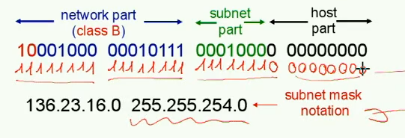 network part subnet host
(class B) part part
10001000 00010111 00010000 00000000
11111111 11111111 11111110 00000000
136.23.16.0 255.255.254.0 subnet mask
notation